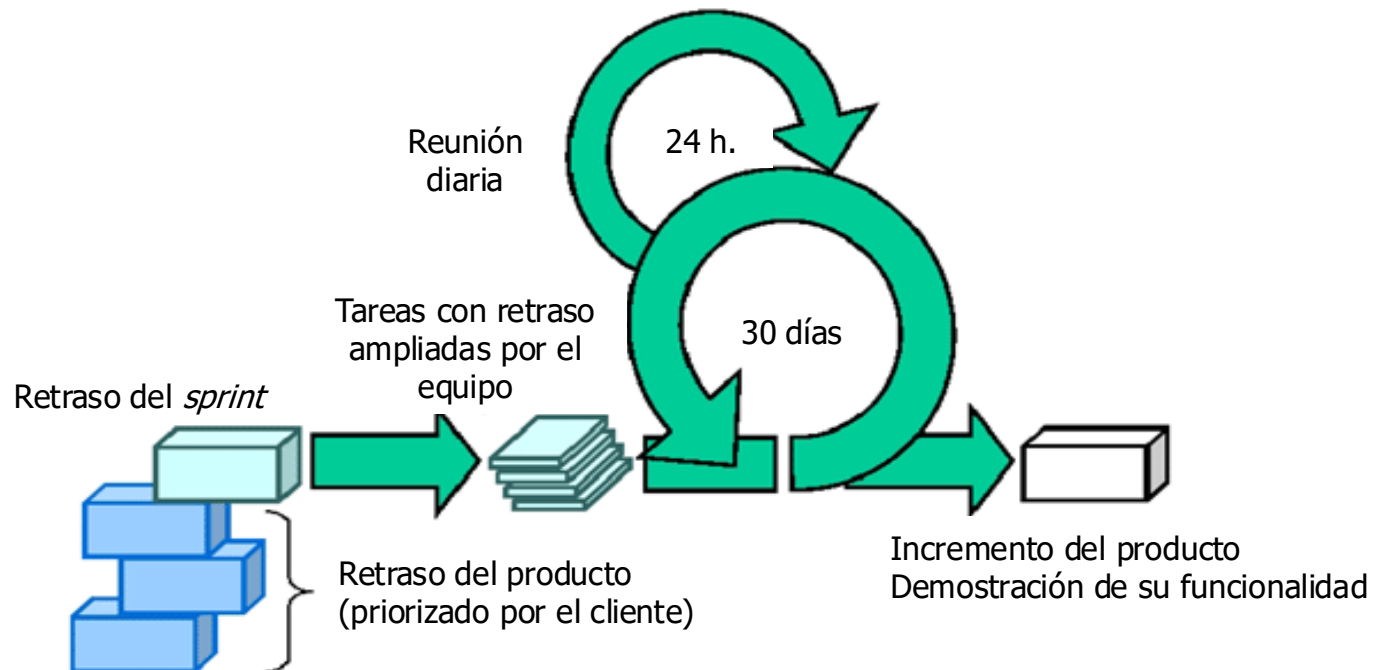 Reunión
diaria
24 h.
Tareas con retraso
ampliadas por el
equipo
30 días
Retraso del sprint
Retraso del producto
(priorizado por el cliente)
Incremento del producto
Demostración de su funcionalidad